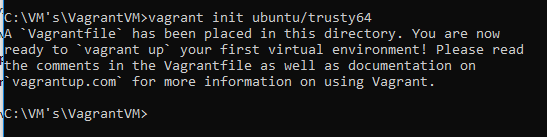 C:\VM's\VagrantVM>vagrant init ubuntu/trusty64
A `Vagrantfile` has been placed in this directory. You are now
ready to `vagrant up` your first virtual environment! Please read
the comments in the Vagrantfile as well as documentation on
`vagrantup.com` for more information on using Vagrant.
C:\VM's\VagrantVM>